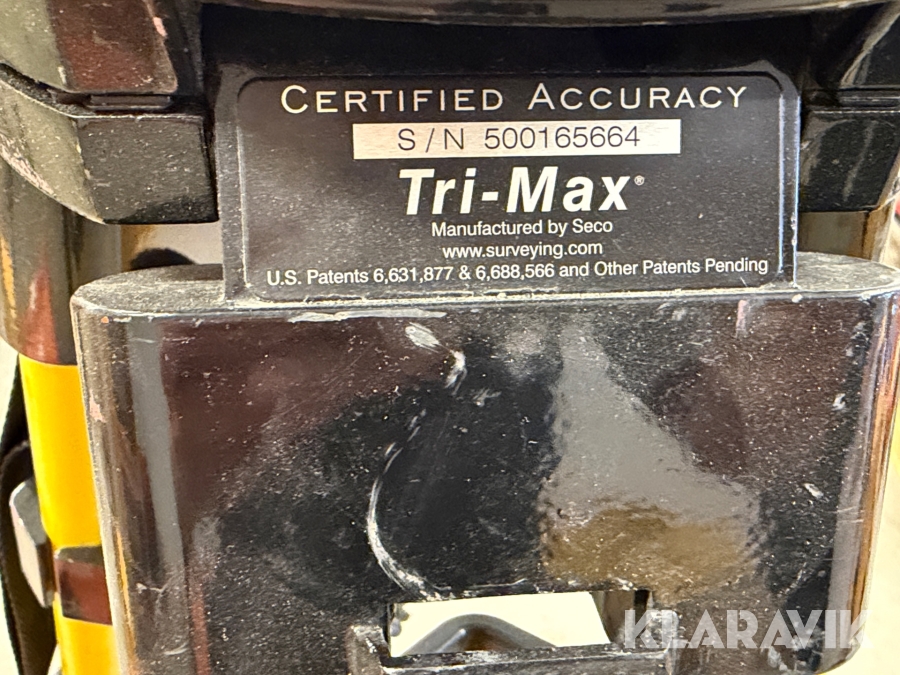 CERTIFIED ACCURACY
S/N 500165664
Tri-Max®
Manufactured by Seco
www.surveying.com
U.S. Patents 6,631,877 & 6,688,566 and Other Patents Pending
KLARAVIK